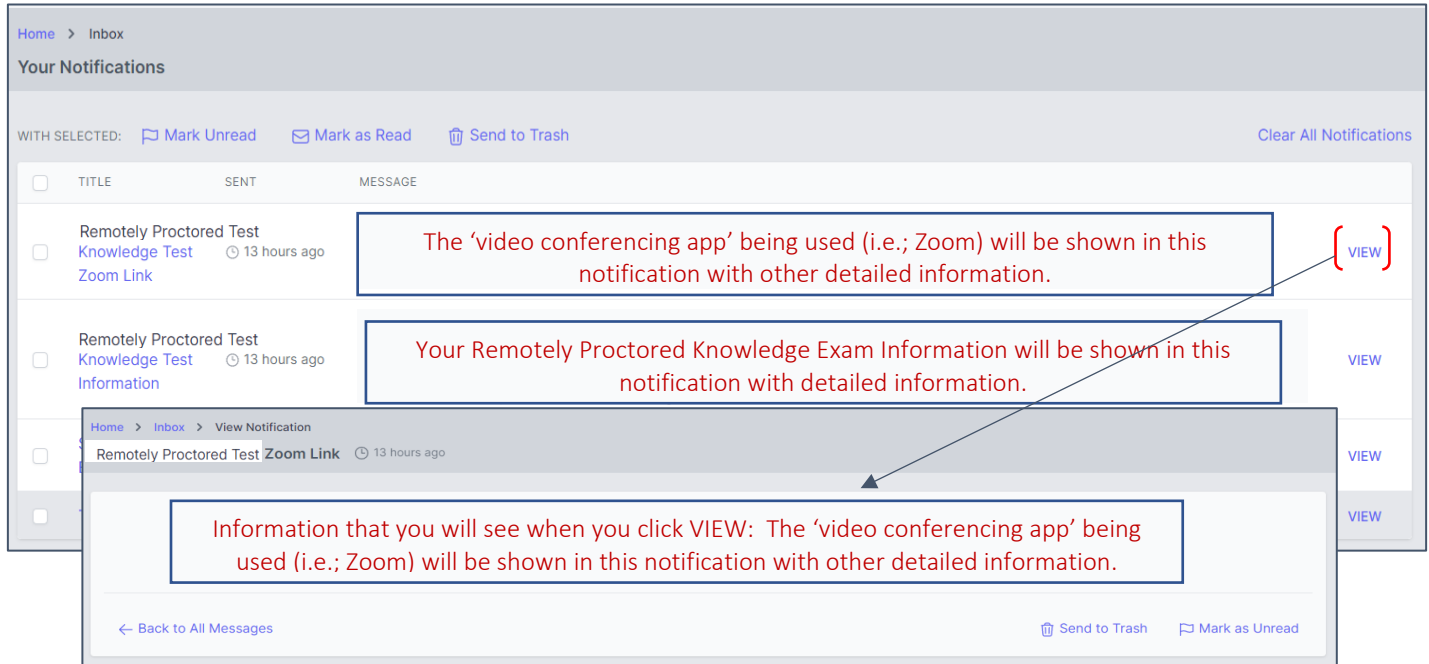 Home > Inbox
Your Notifications
WITH SELECTED: Mark Unread Mark as Read Send to Trash Clear All Notifications
TITLE SENT MESSAGE
Remotely Proctored Test
Knowledge Test 13 hours ago
Zoom Link
The ‘video conferencing app’ being used (i.e.; Zoom) will be shown in this
notification with other detailed information.
VIEW
Remotely Proctored Test
Knowledge Test 13 hours ago
Information
Your Remotely Proctored Knowledge Exam Information will be shown in this
notification with detailed information.
VIEW
VIEW
VIEW
Home > Inbox > View Notification
Remotely Proctored Test Zoom Link 13 hours ago
Information that you will see when you click VIEW: The ‘video conferencing app’ being
used (i.e.; Zoom) will be shown in this notification with other detailed information.
← Back to All Messages Send to Trash Mark as Unread